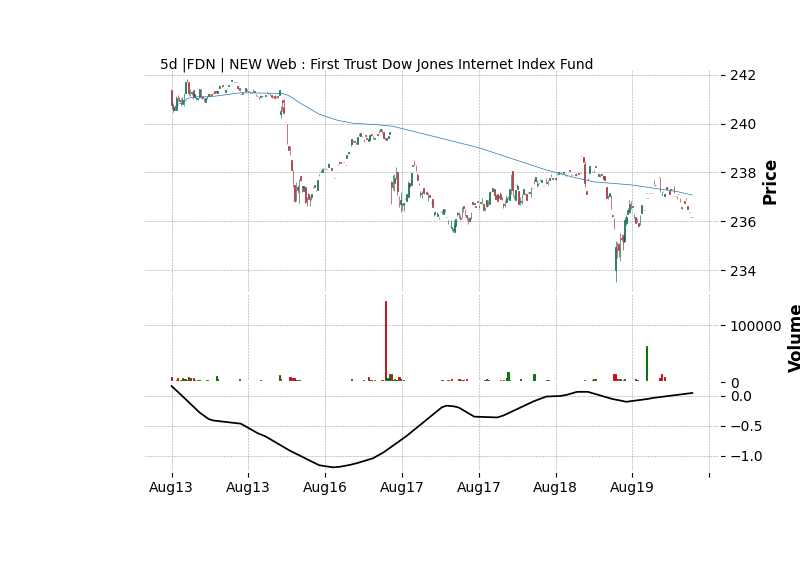 5d |FDN | NEW Web : First Trust Dow Jones Internet Index Fund
242
240
238
236
234
Price
100000
0
Volume
0.0
−0.5
−1.0
Aug13 Aug13 Aug16 Aug17 Aug17 Aug18 Aug19